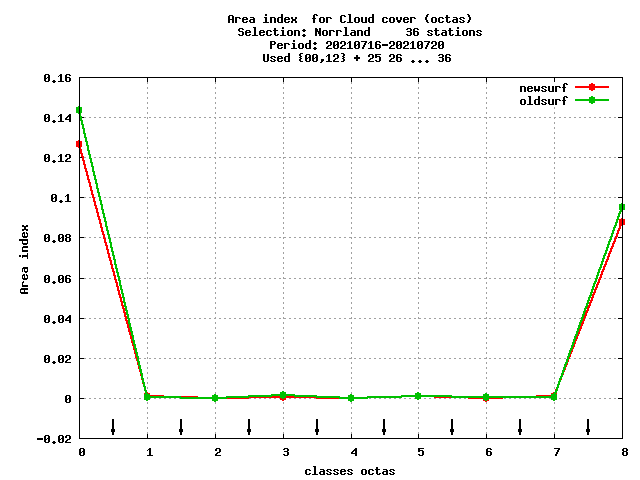 Area index  for Cloud cover (octas)
Selection: Norrland     36 stations
Period: 20210716-20210720
Used {00,12} + 25 26 ... 36
newsurf
oldsurf
0.16
0.14
0.12
0.1
0.08
0.06
0.04
0.02
0
-0.02
Area index
0 1 2 3 4 5 6 7 8
classes octas